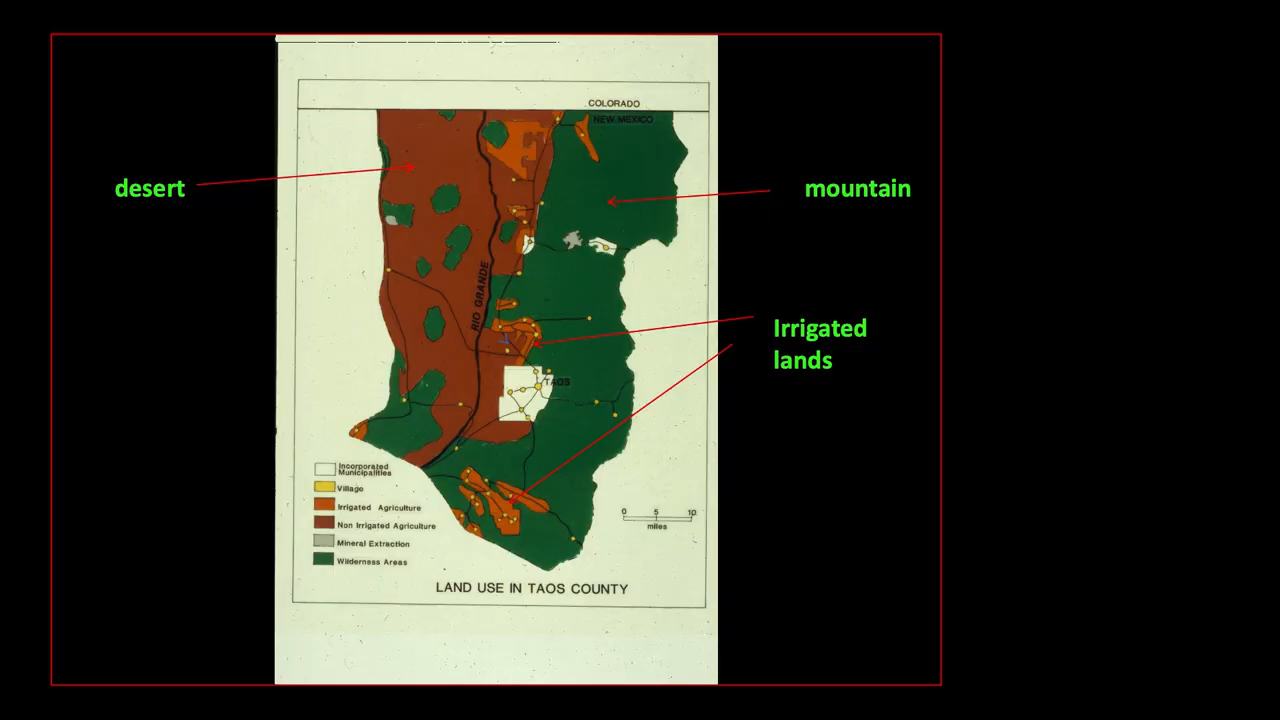 COLORADO
NEW MEXICO
desert
mountain
RIO GRANDE
Irrigated
lands
TAOS
Incorporated
Municipalities
Village
Irrigated Agriculture
Non Irrigated Agriculture
Mineral Extraction
Wilderness Areas
0 5 10
miles
LAND USE IN TAOS COUNTY